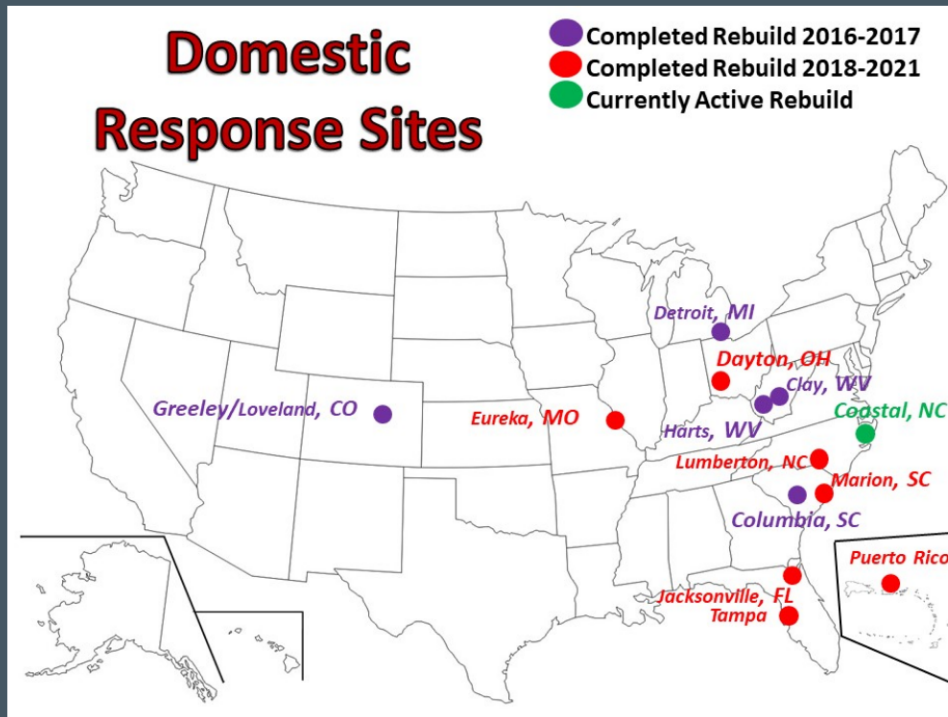 Domestic
Response Sites
Completed Rebuild 2016-2017
Completed Rebuild 2018-2021
Currently Active Rebuild
Detroit, MI
Dayton, OH
Clay, WV
Greeley/Loveland, CO
Eureka, MO
Harts, WV
Coastal, NC
Lumberton, NC
Marion, SC
Columbia, SC
Puerto Rico
Jacksonville, FL
Tampa